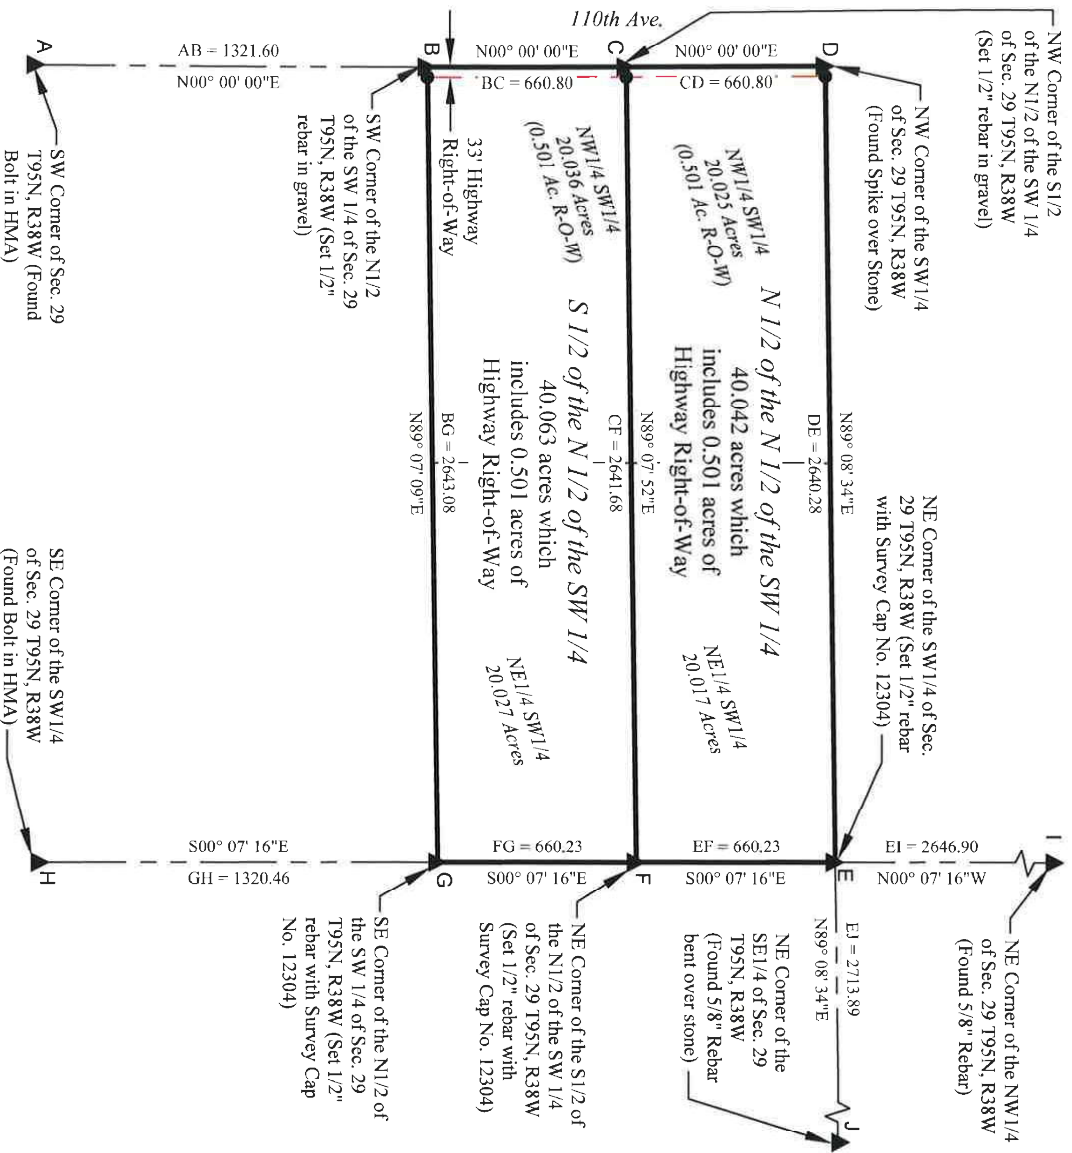 110th Ave.
NW Corner of the S1/2
of the N1/2 of the SW 1/4
of Sec. 29 T95N, R38W
(Set 1/2" rebar in gravel)
A
AB = 1321.60
N00° 00' 00"E
B
N00° 00' 00"E
BC = 660.80
C
N00° 00' 00"E
CD = 660.80
D
NW Corner of the SW1/4
of Sec. 29 T95N, R38W
(Found Spike over Stone)
SW Corner of Sec. 29
T95N, R38W (Found
Bolt in HMA)
SW Corner of the N1/2
of the SW 1/4 of Sec. 29
T95N, R38W (Set 1/2"
rebar in gravel)
33' Highway
Right-of-Way
NW1/4 SW1/4
20.036 Acres
(0.501 Ac. R-O-W)
NW1/4 SW1/4
20.025 Acres
(0.501 Ac. R-O-W)
N 1/2 of the N 1/2 of the SW 1/4
40.042 acres which
includes 0.501 acres of
Highway Right-of-Way
S 1/2 of the N 1/2 of the SW 1/4
40.063 acres which
includes 0.501 acres of
Highway Right-of-Way
N89° 08' 34"E
DE = 2640.28
N89° 07' 52"E
CF = 2641.68
BG = 2643.08
N89° 07' 09"E
NE1/4 SW1/4
20.017 Acres
NE1/4 SW1/4
20.027 Acres
NE Corner of the SW1/4 of Sec.
29 T95N, R38W (Set 1/2" rebar
with Survey Cap No. 12304)
SE Corner of the SW1/4
of Sec. 29 T95N, R38W
(Found Bolt in HMA)
H
S00° 07' 16"E
GH = 1320.46
G
FG = 660.23
S00° 07' 16"E
F
EF = 660.23
S00° 07' 16"E
E
EI = 2646.90
N00° 07' 16"W
I
NE Corner of the NW1/4
of Sec. 29 T95N, R38W
(Found 5/8" Rebar)
EJ = 2713.89
N89° 08' 34"E
J
NE Corner of the
SE1/4 of Sec. 29
T95N, R38W
(Found 5/8" Rebar
bent over stone)
NE Corner of the S1/2 of
the N1/2 of the SW 1/4
of Sec. 29 T95N, R38W
(Set 1/2" rebar with
Survey Cap No. 12304)
SE Corner of the N1/2 of
the SW 1/4 of Sec. 29
T95N, R38W (Set 1/2"
rebar with Survey Cap
No. 12304)